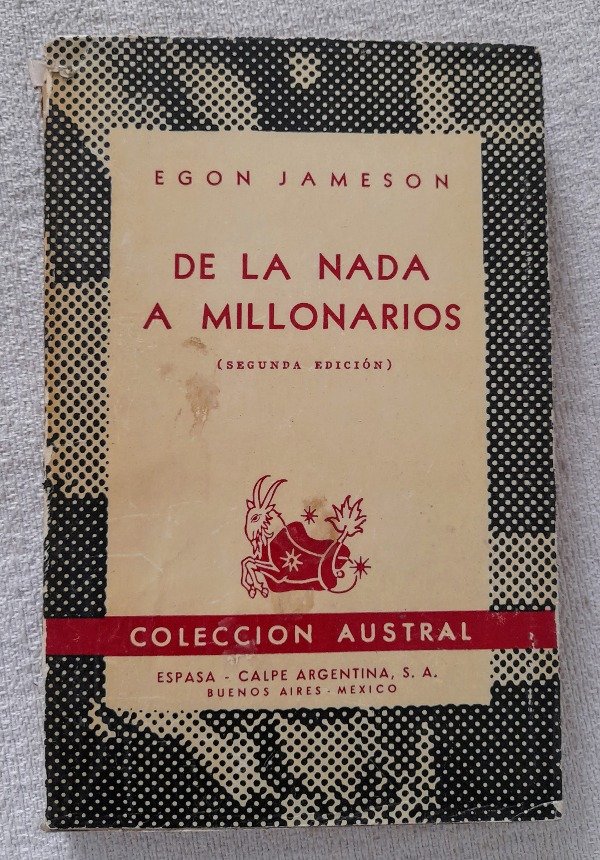 EGON JAMESON
DE LA NADA
A MILLONARIOS
(SEGUNDA EDICIÓN)
COLECCION AUSTRAL
ESPASA - CALPE ARGENTINA, S. A.
BUENOS AIRES - MEXICO